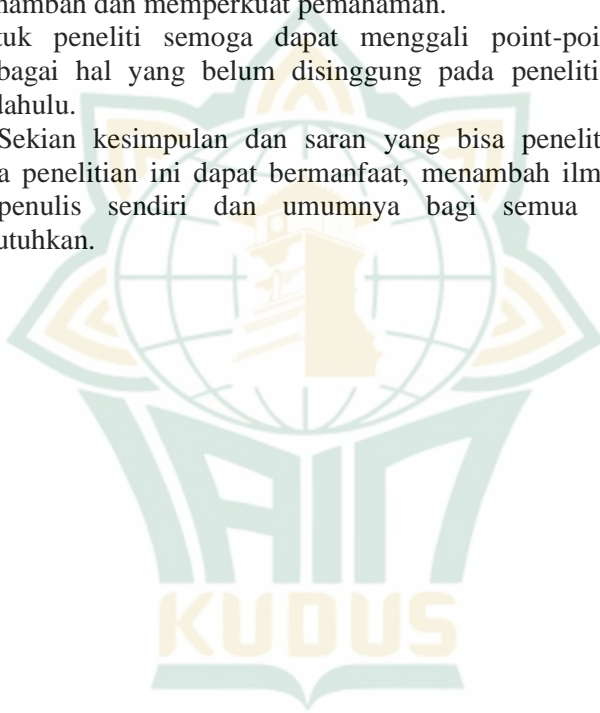 nambah dan memperkuat pemahaman.
tuk peneliti semoga dapat menggali point-poi
bagai hal yang belum disinggung pada peneliti
dahulu.
Sekian kesimpulan dan saran yang bisa penelit
a penelitian ini dapat bermanfaat, menambah ilm
penulis sendiri dan umumnya bagi semua
utuhkan.
IAIN
KUDUS